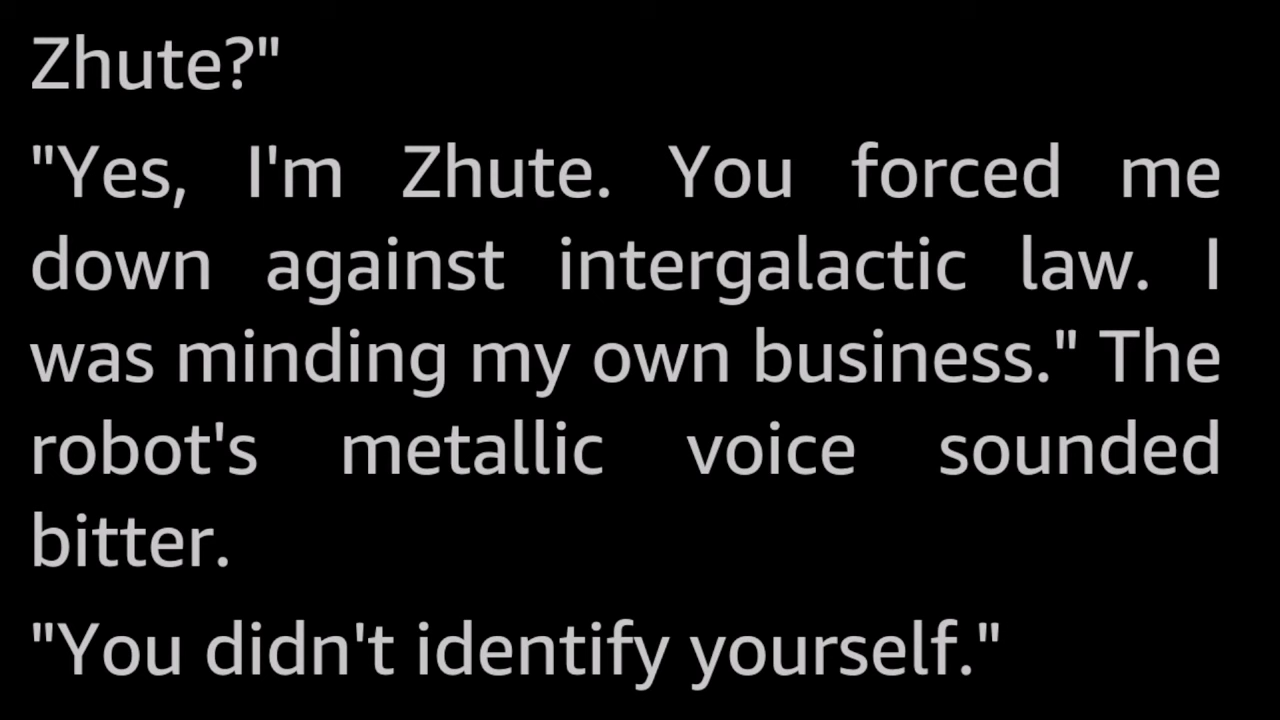 Zhute?"
"Yes, I'm Zhute. You forced me
down against intergalactic law. I
was minding my own business." The
robot's metallic voice sounded
bitter.
"You didn't identify yourself."